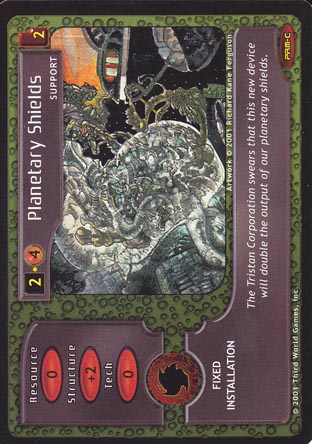 2 • 4
Planetary Shields
SUPPORT
2
Artwork © 2001 Richard Kane Ferguson
Resource
0
Structure
+2
Tech
0
FIXED
INSTALLATION
The Tristan Corporation swears that this new device
will double the output of our planetary shields.
© 2001 Third World Games, Inc.
PRM-C